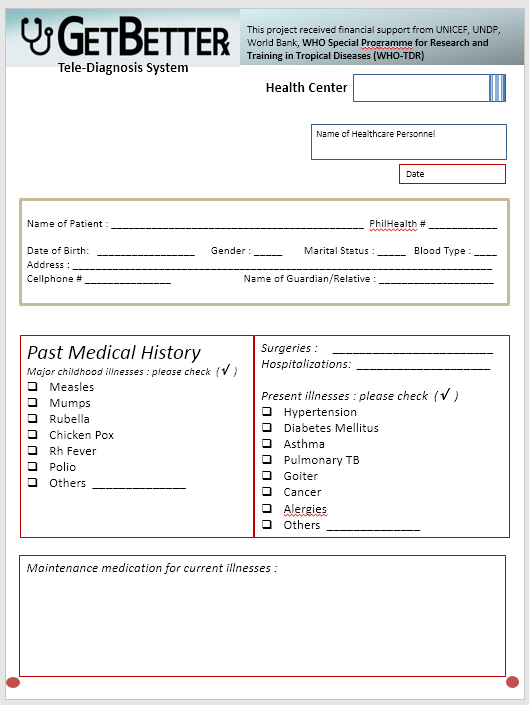 GETBETTER
Tele-Diagnosis System
This project received financial support from UNICEF, UNDP,
World Bank, WHO Special Programme for Research and
Training in Tropical Diseases (WHO-TDR)
Health Center
Name of Healthcare Personnel
Date
Name of Patient : ______________________________________________ PhilHealth # ____________
Date of Birth: _________________ Gender : _____ Marital Status : _____ Blood Type : ____
Address : __________________________________________________________________________
Cellphone # _______________ Name of Guardian/Relative : ____________________
Past Medical History
Major childhood illnesses : please check (√ )
❑ Measles
❑ Mumps
❑ Rubella
❑ Chicken Pox
❑ Rh Fever
❑ Polio
❑ Others ______________
Surgeries : ________________________
Hospitalizations: ____________________
Present illnesses : please check (√ )
❑ Hypertension
❑ Diabetes Mellitus
❑ Asthma
❑ Pulmonary TB
❑ Goiter
❑ Cancer
❑ Alergies
❑ Others ______________
Maintenance medication for current illnesses :